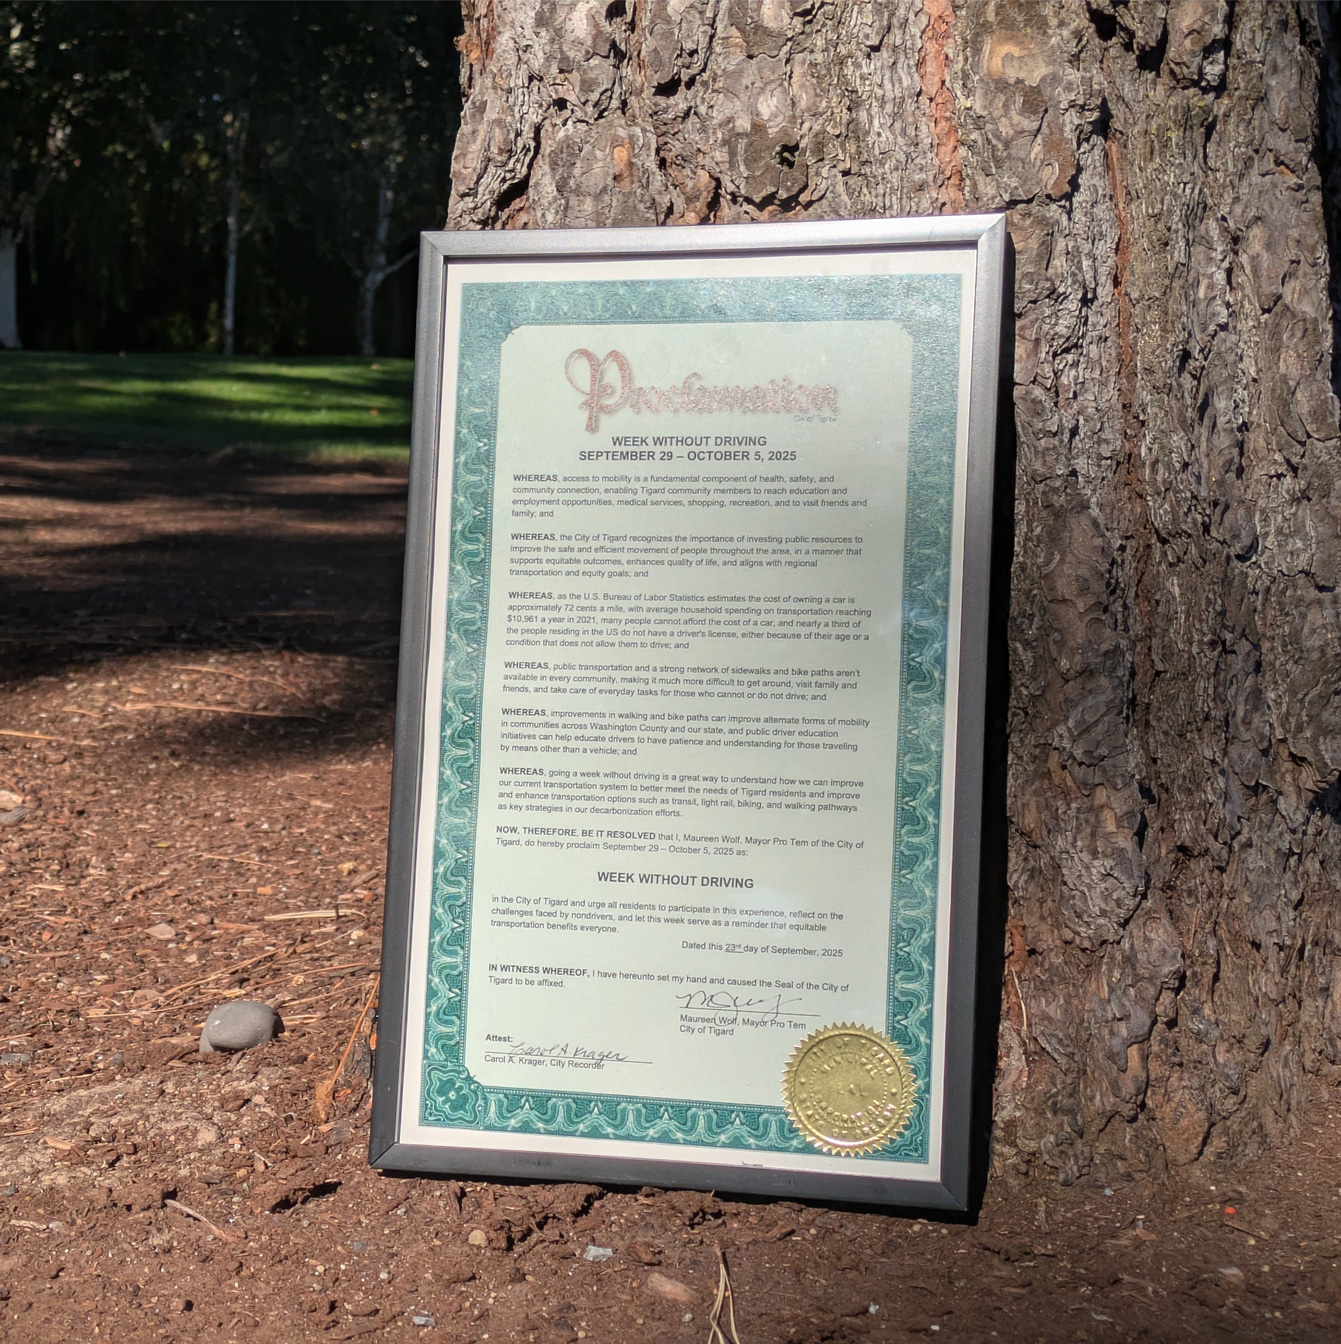 Proclamation
City of Tigard
WEEK WITHOUT DRIVING
SEPTEMBER 29 – OCTOBER 5, 2025
WHEREAS, access to mobility is a fundamental component of health, safety, and
community connection, enabling Tigard community members to reach education and
employment opportunities, medical services, shopping, recreation, and to visit friends and
family; and
WHEREAS, the City of Tigard recognizes the importance of investing public resources to
improve the safe and efficient movement of people throughout the area, in a manner that
supports equitable outcomes, enhances quality of life, and aligns with regional
transportation and equity goals; and
WHEREAS, as the U.S. Bureau of Labor Statistics estimates the cost of owning a car is
approximately 72 cents a mile, with average household spending on transportation reaching
$10,961 a year in 2021, many people cannot afford the cost of a car, and nearly a third of
the people residing in the US do not have a driver's license, either because of their age or a
condition that does not allow them to drive; and
WHEREAS, public transportation and a strong network of sidewalks and bike paths aren't
available in every community, making it much more difficult to get around, visit family and
friends, and take care of everyday tasks for those who cannot or do not drive; and
WHEREAS, improvements in walking and bike paths can improve alternate forms of mobility
in communities across Washington County and our state, and public driver education
initiatives can help educate drivers to have patience and understanding for those traveling
by means other than a vehicle; and
WHEREAS, going a week without driving is a great way to understand how we can improve
our current transportation system to better meet the needs of Tigard residents and improve
and enhance transportation options such as transit, light rail, biking, and walking pathways
as key strategies in our decarbonization efforts.
NOW, THEREFORE, BE IT RESOLVED that I, Maureen Wolf, Mayor Pro Tem of the City of
Tigard, do hereby proclaim September 29 – October 5, 2025 as:
WEEK WITHOUT DRIVING
in the City of Tigard and urge all residents to participate in this experience, reflect on the
challenges faced by nondrivers, and let this week serve as a reminder that equitable
transportation benefits everyone.
Dated this 23rd day of September, 2025
IN WITNESS WHEREOF, I have hereunto set my hand and caused the Seal of the City of
Tigard to be affixed.
Maureen Wolf, Mayor Pro Tem
City of Tigard
Attest:
Carol A Krager
Carol A. Krager, City Recorder